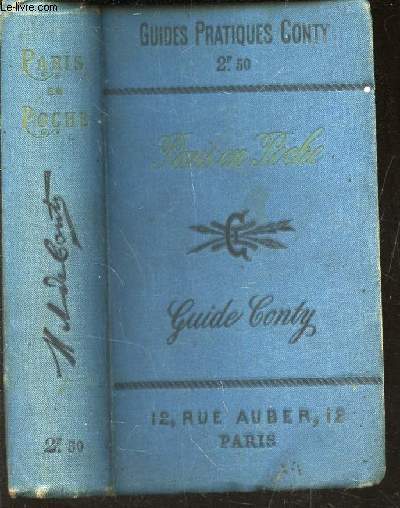 © Le-livre.com
PARIS
EN
POCHE
H. A. de Conty
2F 50
GUIDES PRATIQUES CONTY
2F 50
Paris en Poche
G
Guide Conty
12, RUE AUBER, 12
PARIS